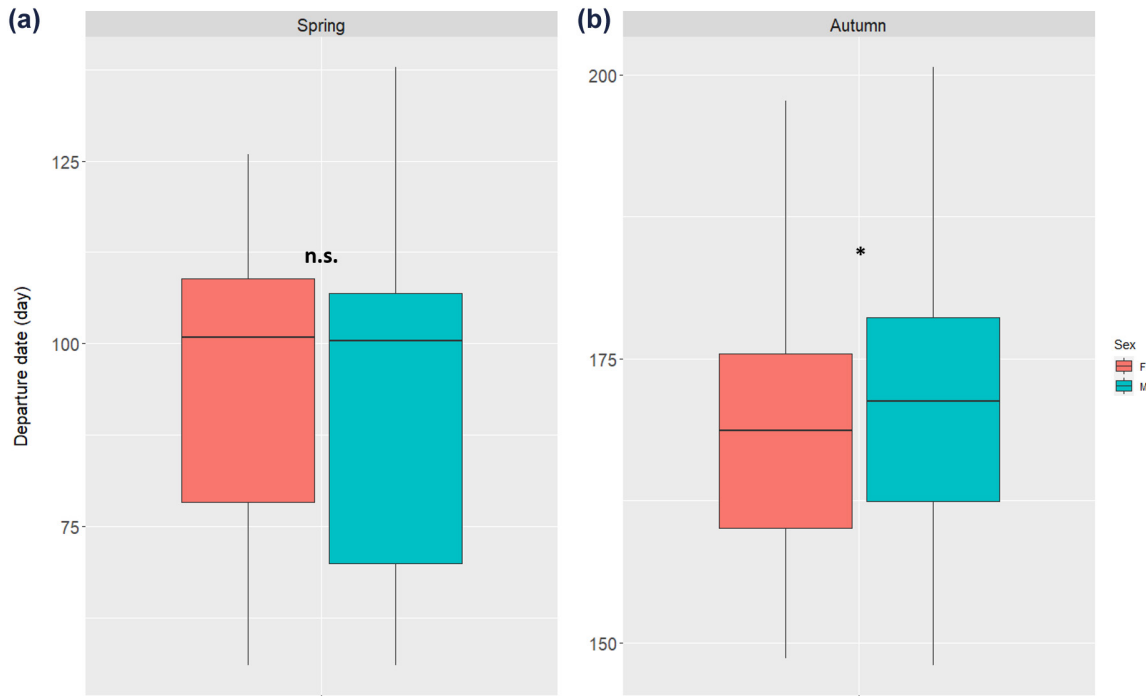 (a)
Spring
125
100
75
Departure date (day)
n.s.
(b)
Autumn
200
175
150
*
Sex
F
M